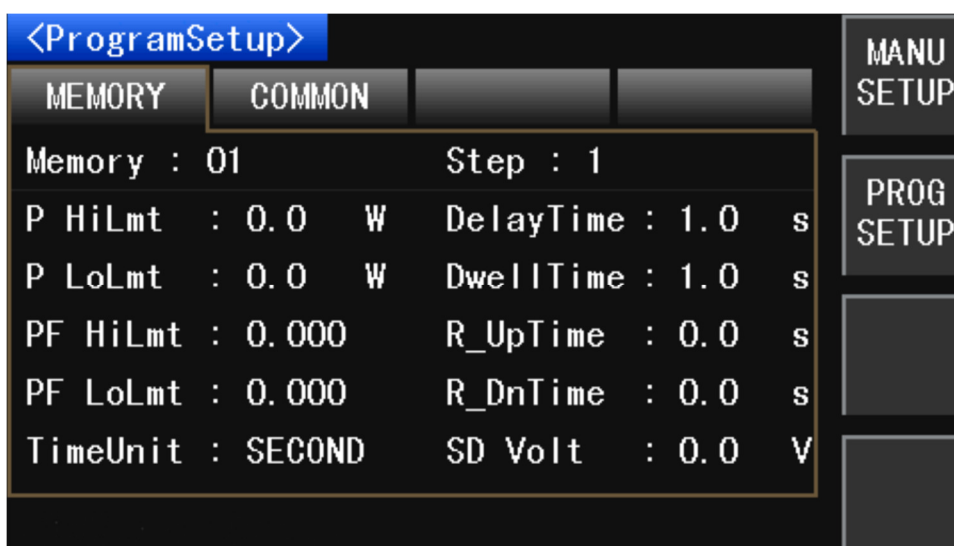 <ProgramSetup>
MEMORY COMMON
Memory : 01 Step : 1
P HiLmt : 0.0 W DelayTime : 1.0 s
P LoLmt : 0.0 W DwellTime : 1.0 s
PF HiLmt : 0.000 R_UpTime : 0.0 s
PF LoLmt : 0.000 R_DnTime : 0.0 s
TimeUnit : SECOND SD Volt : 0.0 V
MANU
SETUP
PROG
SETUP